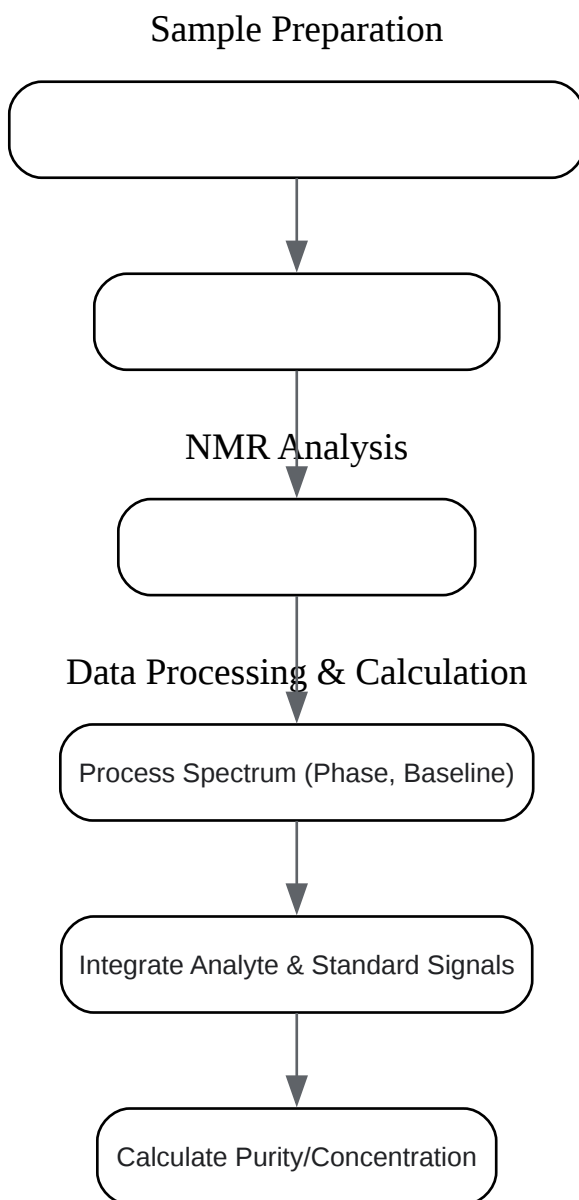 Sample Preparation
NMR Analysis
Data Processing & Calculation
Process Spectrum (Phase, Baseline)
Integrate Analyte & Standard Signals
Calculate Purity/Concentration